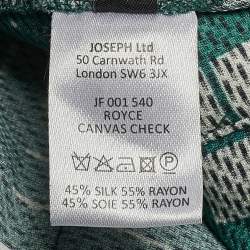 JOSEPH Ltd
50 Carnwath Rd
London SW6 3JX
JF 001 540
ROYCE
CANVAS CHECK
P
45% SILK 55% RAYON
45% SOIE 55% RAYON